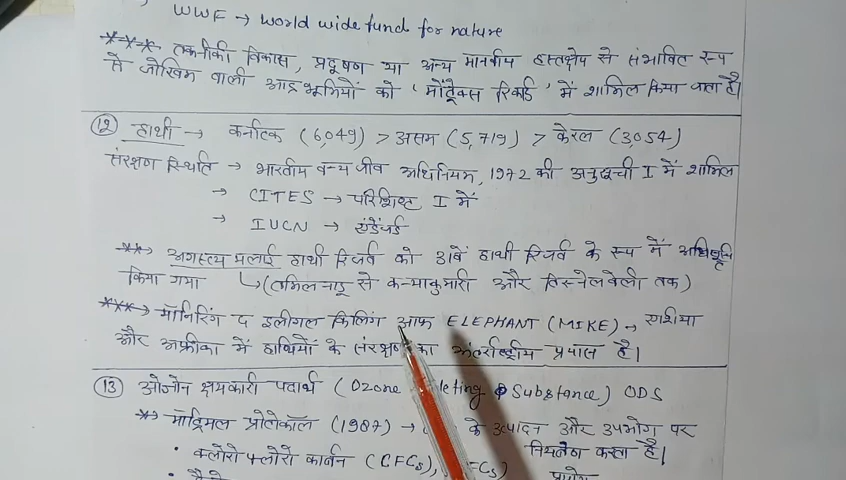 WWF → world wide fund for nature
*** तकनीकी विकास, प्रदूषण या अन्य मानवीय हस्तक्षेप से संभावित रूप
से जोखिम वाली आद्रभूमियों को 'मोंट्रेक्स रिकॉर्ड' में शामिल किया जाता है।
(12) हाथी → कर्नाटक (6,049) > असम (5,719) > केरल (3,054)
संरक्षण स्थिति → भारतीय वन्य जीव अधिनियम, 1972 की अनुसूची I में शामिल
→ CITES → परिशिष्ट I में
→ IUCN → एंडेंजर्ड
**→ अगस्त्य मलाई हाथी रिजर्व को 31वें हाथी रिजर्व के रूप में अधिसूचित
किया गया ↳ (तमिलनाडू से कन्याकुमारी और तिरुनेलवेली तक) है
***→ मॉनिरिंग द इलीगल किलिंग आफ ELEPHANT (MIKE) → एशिया
और अफ्रीका में हाथियों के संरक्षण का अंतर्राष्ट्रीय प्रयास है।
(13) ओजोन क्षयकारी पदार्थ (Ozone Substance) ODS
**→ मॉंट्रियल प्रोटोकॉल (1987) → के उत्पादन और उपभोग पर
नियंत्रण करता है।
• क्लोरो फ्लोरो कार्बन (CFCs),